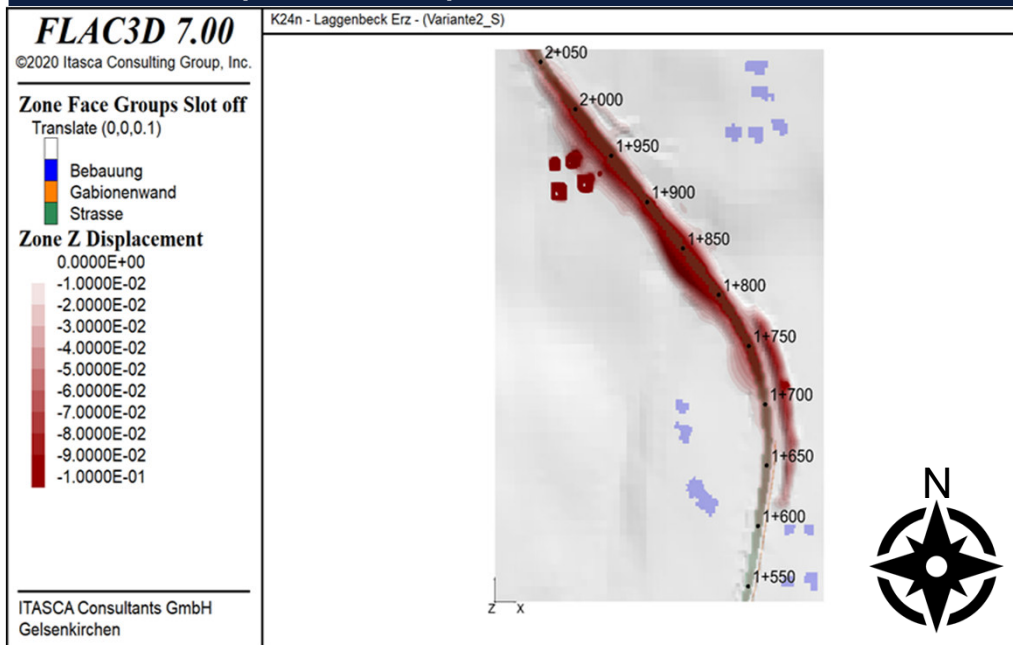 FLAC3D 7.00
©2020 Itasca Consulting Group, Inc.
Zone Face Groups Slot off
Translate (0,0,0.1)
Bebauung
Gabionenwand
Strasse
Zone Z Displacement
0.0000E+00
-1.0000E-02
-2.0000E-02
-3.0000E-02
-4.0000E-02
-5.0000E-02
-6.0000E-02
-7.0000E-02
-8.0000E-02
-9.0000E-02
-1.0000E-01
ITASCA Consultants GmbH
Gelsenkirchen
K24n - Laggenbeck Erz - (Variante2_S)
2+050
2+000
1+950
1+900
1+850
1+800
1+750
1+700
1+650
1+600
1+550
Z X
N